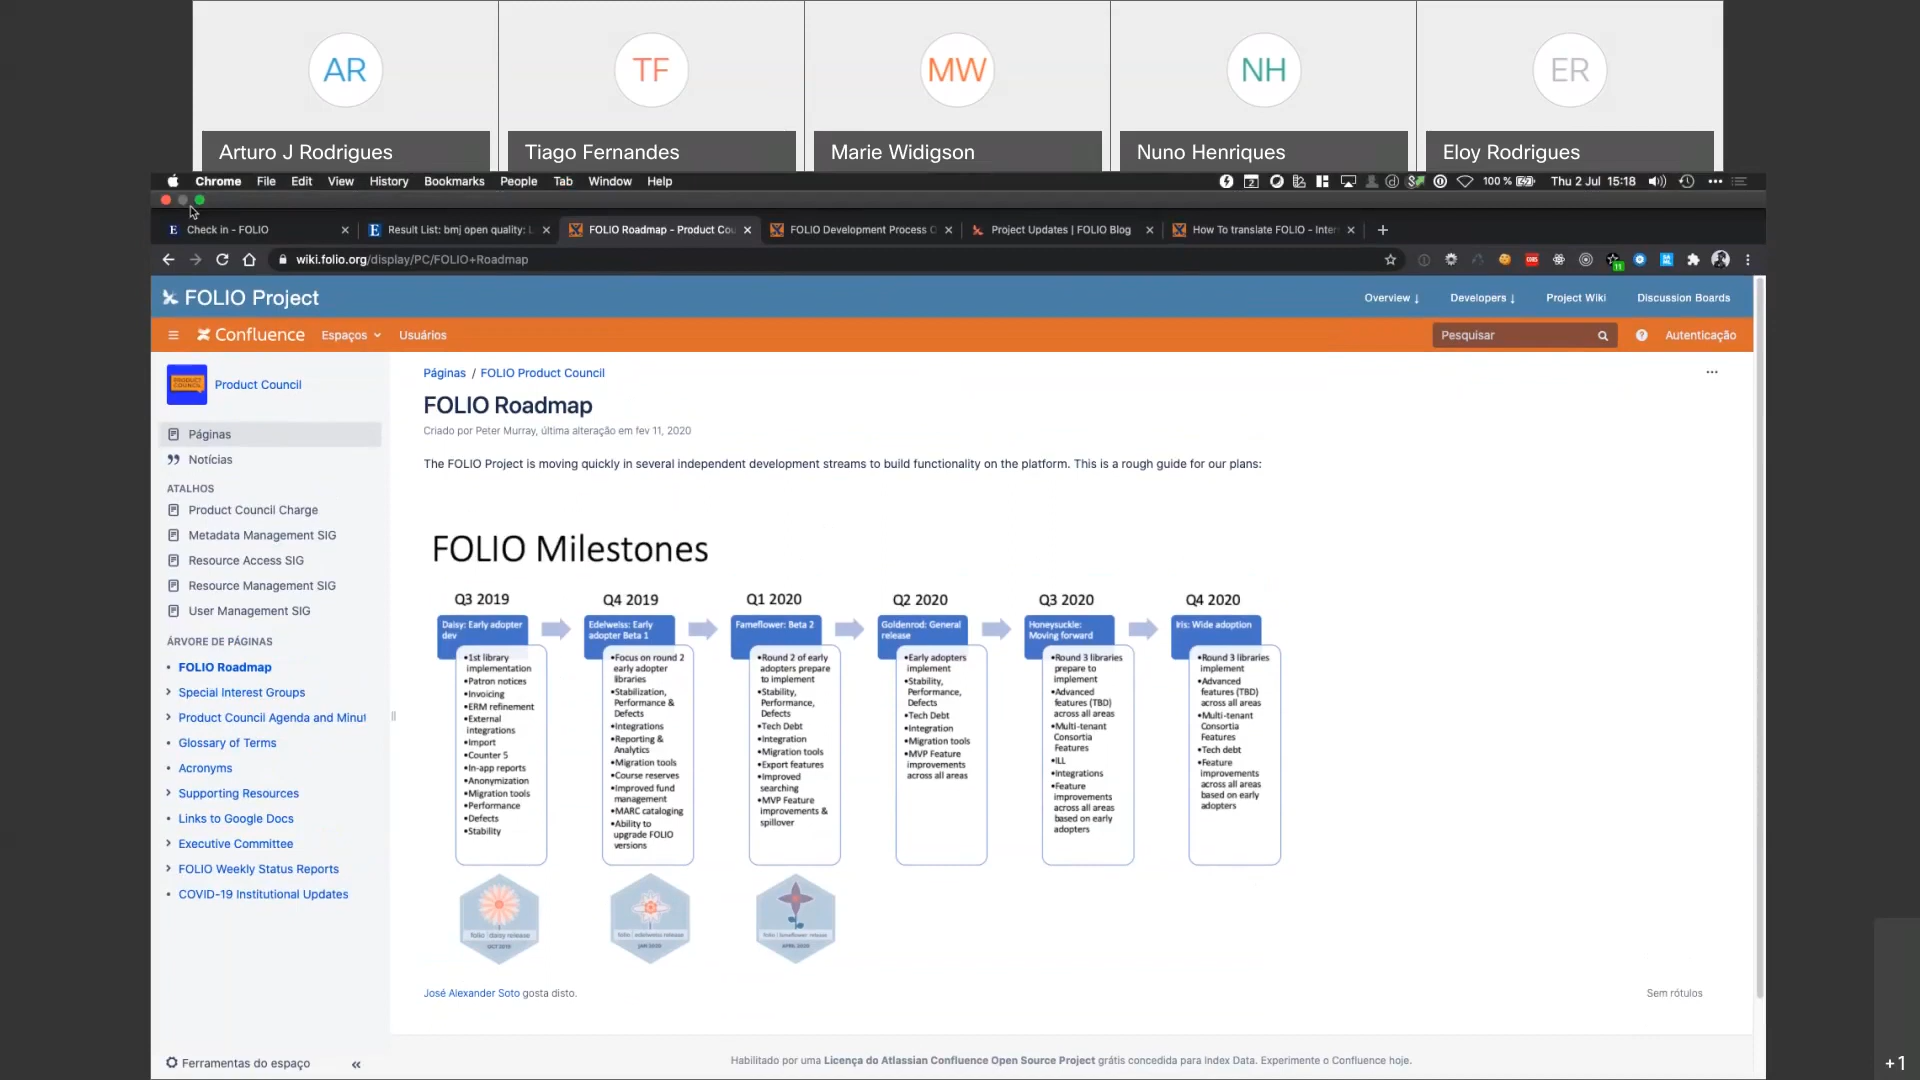 AR
TF
MW
NH
ER
Arturo J Rodrigues
Tiago Fernandes
Marie Widigson
Nuno Henriques
Eloy Rodrigues
Chrome File Edit View History Bookmarks People Tab Window Help
100 % Thu 2 Jul 15:18
Check in - FOLIO
Result List: bmj open quality: L
FOLIO Roadmap - Product Cou
FOLIO Development Process O
Project Updates | FOLIO Blog
How To translate FOLIO - Inter
wiki.folio.org/display/PC/FOLIO+Roadmap
11
FOLIO Project
Overview ↓ Developers ↓ Project Wiki Discussion Boards
Confluence Espaços Usuários
Pesquisar
Autenticação
PRODUCT COUNCIL
Product Council
Páginas
Notícias
ATALHOS
Product Council Charge
Metadata Management SIG
Resource Access SIG
Resource Management SIG
User Management SIG
ÁRVORE DE PÁGINAS
FOLIO Roadmap
Special Interest Groups
Product Council Agenda and Minut
Glossary of Terms
Acronyms
Supporting Resources
Links to Google Docs
Executive Committee
FOLIO Weekly Status Reports
COVID-19 Institutional Updates
Ferramentas do espaço
Páginas / FOLIO Product Council
FOLIO Roadmap
Criado por Peter Murray, última alteração em fev 11, 2020
The FOLIO Project is moving quickly in several independent development streams to build functionality on the platform. This is a rough guide for our plans:
FOLIO Milestones
Q3 2019
Daisy: Early adopter
dev
•1st library
implementation
•Patron notices
•Invoicing
•ERM refinement
•External
integrations
•Import
•Counter 5
•In-app reports
•Anonymization
•Migration tools
•Performance
•Defects
•Stability
folio | daisy release
OCT 2019
Q4 2019
Edelweiss: Early
adopter Beta 1
•Focus on round 2
early adopter
libraries
•Stabilization,
Performance &
Defects
•Integrations
•Reporting &
Analytics
•Migration tools
•Course reserves
•Improved fund
management
•MARC cataloging
•Ability to
upgrade FOLIO
versions
folio | edelweiss release
JAN 2020
Q1 2020
Fameflower: Beta 2
•Round 2 of early
adopters prepare
to implement
•Stability,
Performance,
Defects
•Tech Debt
•Integration
•Migration tools
•Export features
•Improved
searching
•MVP Feature
improvements &
spillover
folio | fameflower release
APRIL 2020
Q2 2020
Goldenrod: General
release
•Early adopters
implement
•Stability,
Performance,
Defects
•Tech Debt
•Integration
•Migration tools
•MVP Feature
improvements
across all areas
Q3 2020
Honeysuckle:
Moving forward
•Round 3 libraries
prepare to
implement
•Advanced
features (TBD)
across all areas
•Multi-tenant
Consortia
Features
•ILL
•Integrations
•Feature
improvements
across all areas
based on early
adopters
Q4 2020
Iris: Wide adoption
•Round 3 libraries
implement
•Advanced
features (TBD)
across all areas
•Multi-tenant
Consortia
Features
•Tech debt
•Feature
improvements
across all areas
based on early
adopters
José Alexander Soto gosta disto.
Sem rótulos
Habilitado por uma Licença do Atlassian Confluence Open Source Project grátis concedida para Index Data. Experimente o Confluence hoje.
+1